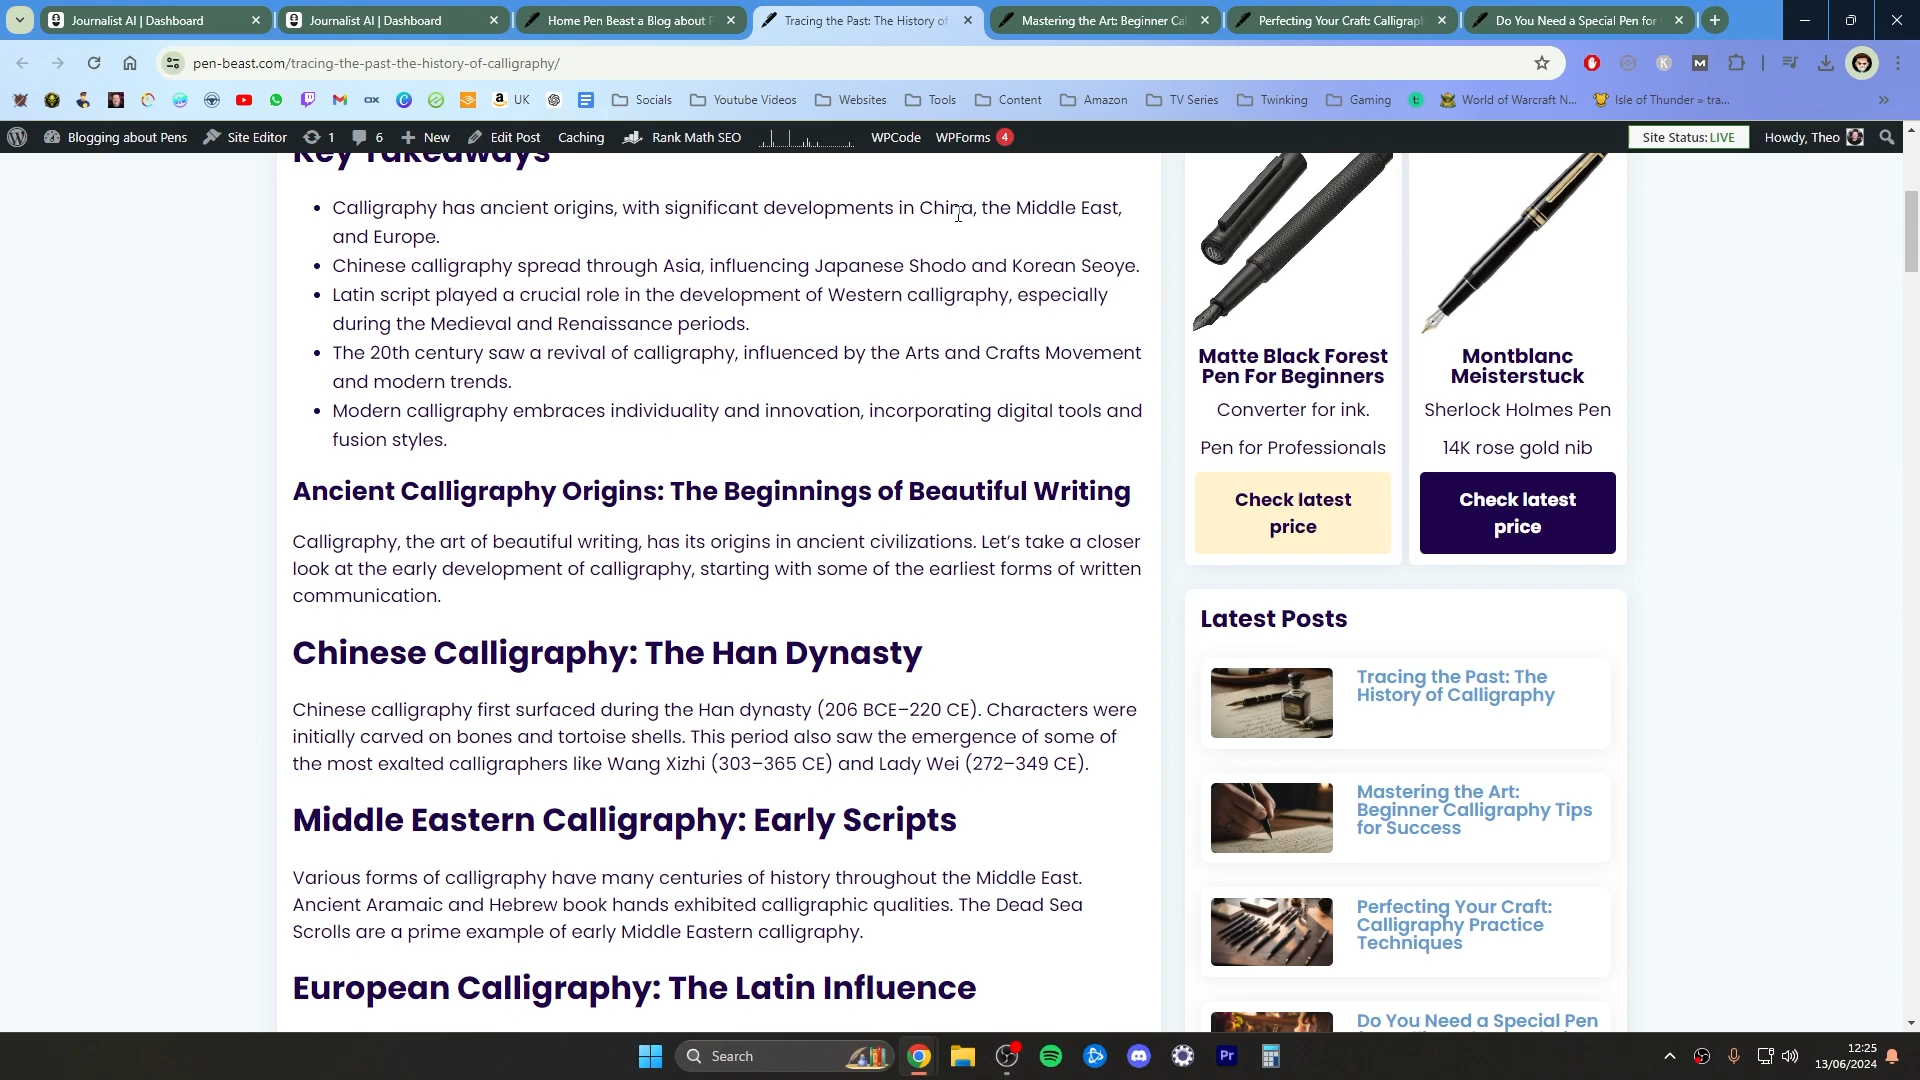 Journalist AI | Dashboard
Journalist AI | Dashboard
Home Pen Beast a Blog about P
Tracing the Past: The History of
Mastering the Art: Beginner Cal
Perfecting Your Craft: Calligraph
Do You Need a Special Pen for
pen-beast.com/tracing-the-past-the-history-of-calligraphy/
UK
Socials
Youtube Videos
Websites
Tools
Content
Amazon
TV Series
Twinking
Gaming
World of Warcraft N...
Isle of Thunder » tra...
Blogging about Pens
Site Editor
1
6
New
Edit Post
Caching
Rank Math SEO
WPCode
WPForms 4
Site Status: LIVE
Howdy, Theo
Key Takeaways
• Calligraphy has ancient origins, with significant developments in China, the Middle East,
and Europe.
• Chinese calligraphy spread through Asia, influencing Japanese Shodo and Korean Seoye.
• Latin script played a crucial role in the development of Western calligraphy, especially
during the Medieval and Renaissance periods.
• The 20th century saw a revival of calligraphy, influenced by the Arts and Crafts Movement
and modern trends.
• Modern calligraphy embraces individuality and innovation, incorporating digital tools and
fusion styles.
Ancient Calligraphy Origins: The Beginnings of Beautiful Writing
Calligraphy, the art of beautiful writing, has its origins in ancient civilizations. Let's take a closer
look at the early development of calligraphy, starting with some of the earliest forms of written
communication.
Chinese Calligraphy: The Han Dynasty
Chinese calligraphy first surfaced during the Han dynasty (206 BCE–220 CE). Characters were
initially carved on bones and tortoise shells. This period also saw the emergence of some of
the most exalted calligraphers like Wang Xizhi (303–365 CE) and Lady Wei (272–349 CE).
Middle Eastern Calligraphy: Early Scripts
Various forms of calligraphy have many centuries of history throughout the Middle East.
Ancient Aramaic and Hebrew book hands exhibited calligraphic qualities. The Dead Sea
Scrolls are a prime example of early Middle Eastern calligraphy.
European Calligraphy: The Latin Influence
Matte Black Forest
Pen For Beginners
Converter for ink.
Pen for Professionals
Check latest
price
Montblanc
Meisterstuck
Sherlock Holmes Pen
14K rose gold nib
Check latest
price
Latest Posts
Tracing the Past: The
History of Calligraphy
Mastering the Art:
Beginner Calligraphy Tips
for Success
Perfecting Your Craft:
Calligraphy Practice
Techniques
Do You Need a Special Pen
Search
12:25
13/06/2024